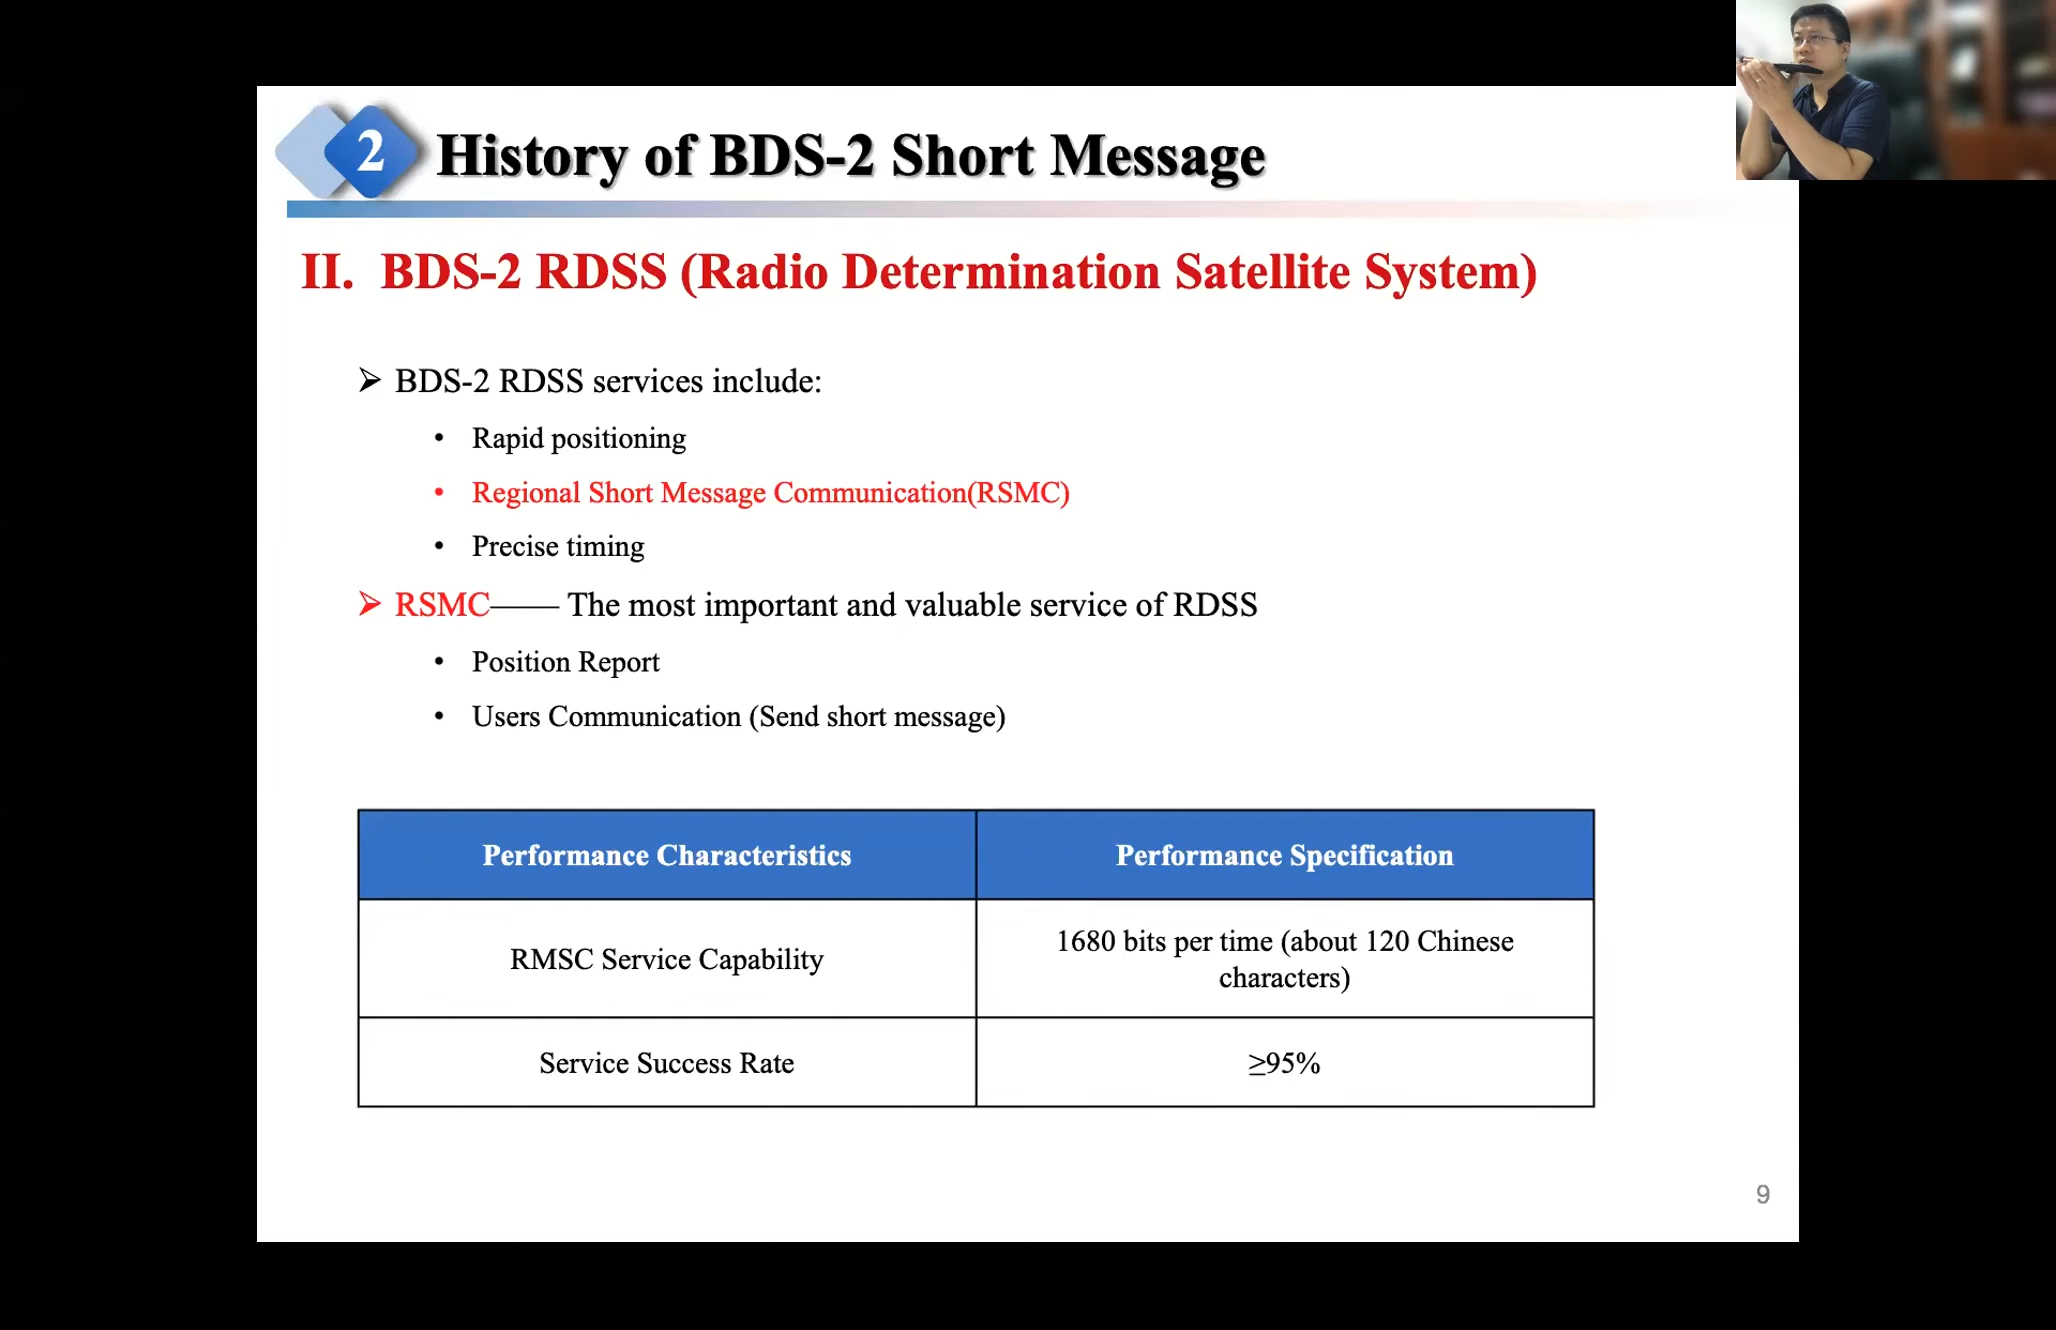 2
History of BDS-2 Short Message
II. BDS-2 RDSS (Radio Determination Satellite System)
➢ BDS-2 RDSS services include:
• Rapid positioning
• Regional Short Message Communication(RSMC)
• Precise timing
➢ RSMC—— The most important and valuable service of RDSS
• Position Report
• Users Communication (Send short message)
Performance Characteristics
Performance Specification
RMSC Service Capability
1680 bits per time (about 120 Chinese
characters)
Service Success Rate
≥95%
9